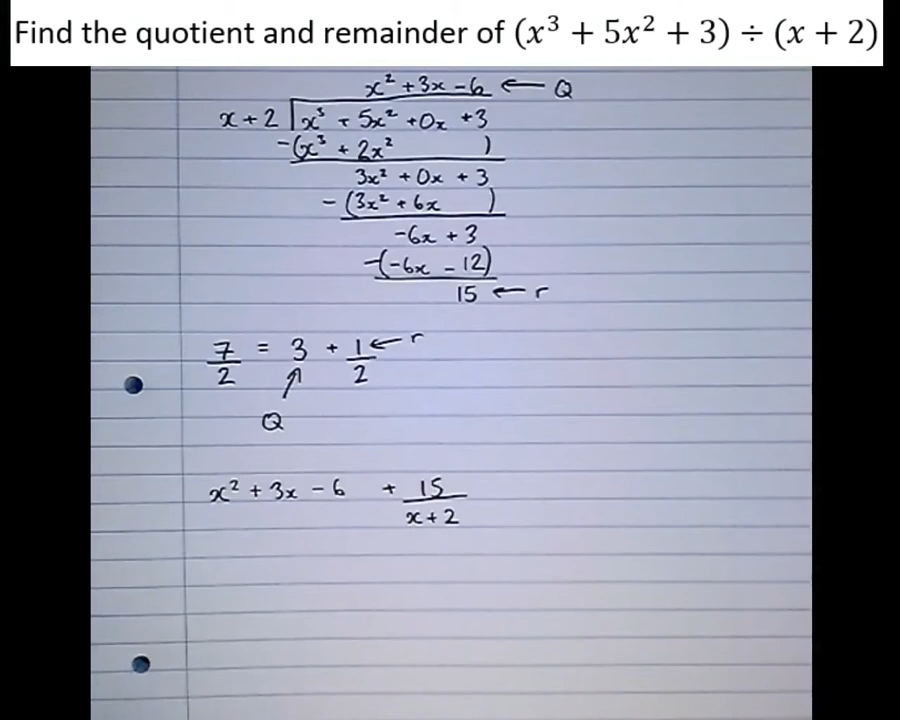 Find the quotient and remainder of (x³ + 5x² + 3) ÷ (x + 2)
x² + 3x - 6 ← Q
x + 2 | x³ + 5x² + 0x + 3
-(x³ + 2x² )
3x² + 0x + 3
- (3x² + 6x )
-6x + 3
-(-6x - 12)
15 ← r
7/2 = 3 + 1/2 ← r
↑
Q
x² + 3x - 6 + 15/(x + 2)